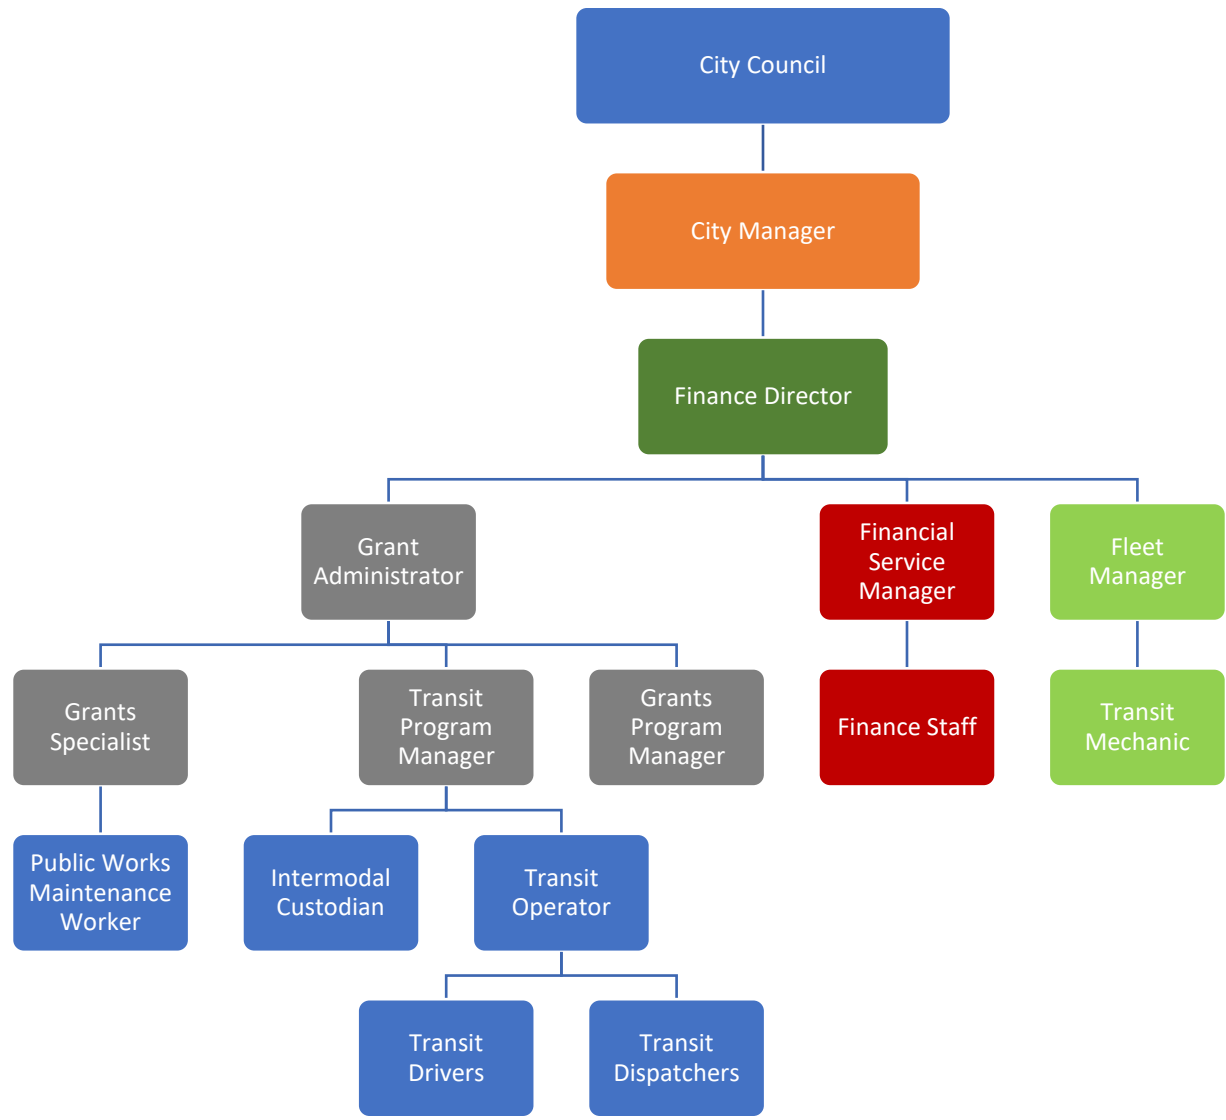 City Council
City Manager
Finance Director
Grant
Administrator
Financial
Service
Manager
Fleet
Manager
Grants
Specialist
Transit
Program
Manager
Grants
Program
Manager
Finance Staff
Transit
Mechanic
Public Works
Maintenance
Worker
Intermodal
Custodian
Transit
Operator
Transit
Drivers
Transit
Dispatchers